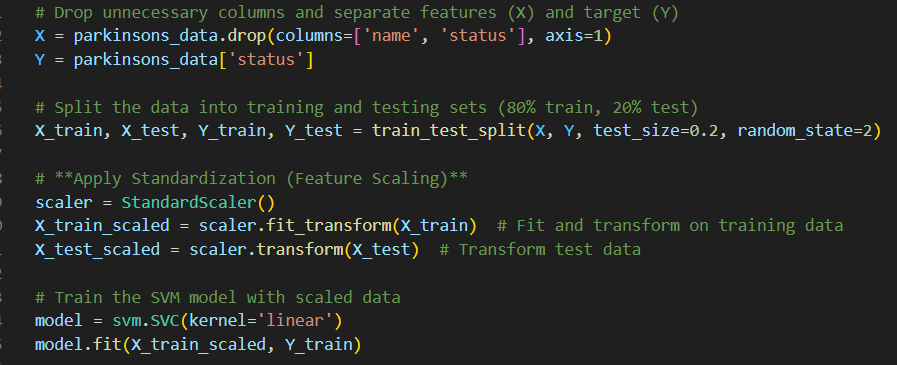 # Drop unnecessary columns and separate features (X) and target (Y)
X = parkinsons_data.drop(columns=['name', 'status'], axis=1)
Y = parkinsons_data['status']
# Split the data into training and testing sets (80% train, 20% test)
X_train, X_test, Y_train, Y_test = train_test_split(X, Y, test_size=0.2, random_state=2)
# **Apply Standardization (Feature Scaling)**
scaler = StandardScaler()
X_train_scaled = scaler.fit_transform(X_train)  # Fit and transform on training data
X_test_scaled = scaler.transform(X_test)  # Transform test data
# Train the SVM model with scaled data
model = svm.SVC(kernel='linear')
model.fit(X_train_scaled, Y_train)